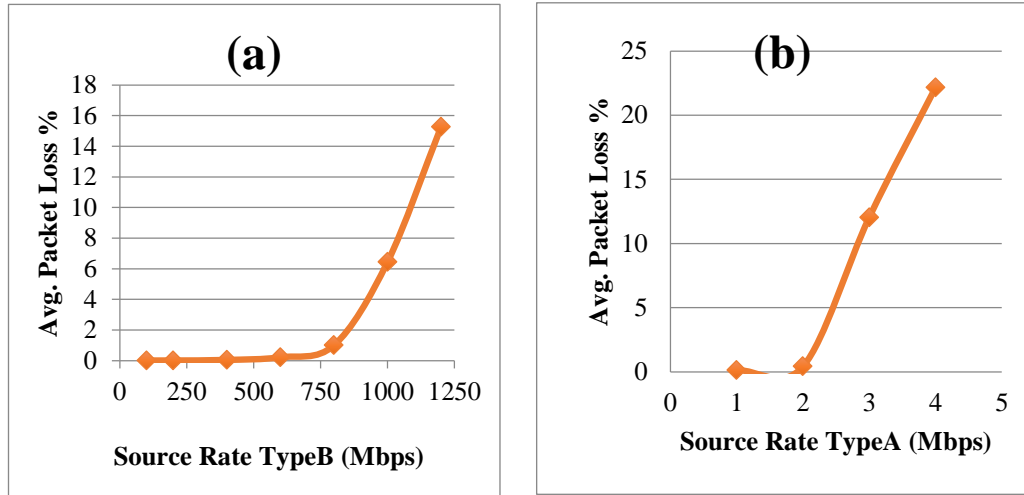 (a)
18
16
14
12
10
8
6
4
2
0
Avg. Packet Loss %
0 250 500 750 1000 1250
Source Rate TypeB (Mbps)
(b)
25
20
15
10
5
0
Avg. Packet Loss %
0 1 2 3 4 5
Source Rate TypeA (Mbps)